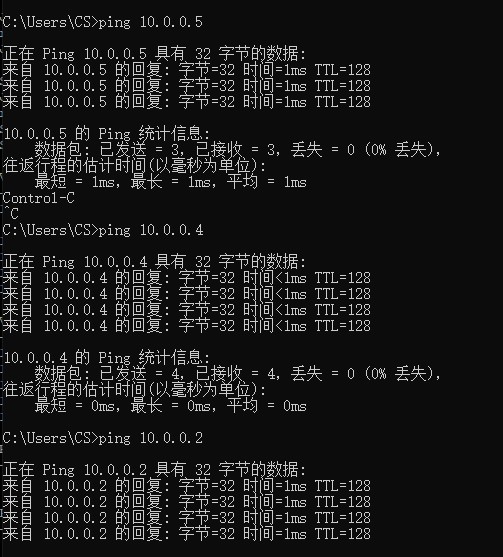 C:\Users\CS>ping 10.0.0.5
正在 Ping 10.0.0.5 具有 32 字节的数据:
来自 10.0.0.5 的回复: 字节=32 时间=1ms TTL=128
来自 10.0.0.5 的回复: 字节=32 时间=1ms TTL=128
来自 10.0.0.5 的回复: 字节=32 时间=1ms TTL=128
10.0.0.5 的 Ping 统计信息:
数据包: 已发送 = 3, 已接收 = 3, 丢失 = 0 (0% 丢失),
往返行程的估计时间(以毫秒为单位):
最短 = 1ms, 最长 = 1ms, 平均 = 1ms
Control-C
^C
C:\Users\CS>ping 10.0.0.4
正在 Ping 10.0.0.4 具有 32 字节的数据:
来自 10.0.0.4 的回复: 字节=32 时间<1ms TTL=128
来自 10.0.0.4 的回复: 字节=32 时间<1ms TTL=128
来自 10.0.0.4 的回复: 字节=32 时间<1ms TTL=128
来自 10.0.0.4 的回复: 字节=32 时间<1ms TTL=128
10.0.0.4 的 Ping 统计信息:
数据包: 已发送 = 4, 已接收 = 4, 丢失 = 0 (0% 丢失),
往返行程的估计时间(以毫秒为单位):
最短 = 0ms, 最长 = 0ms, 平均 = 0ms
C:\Users\CS>ping 10.0.0.2
正在 Ping 10.0.0.2 具有 32 字节的数据:
来自 10.0.0.2 的回复: 字节=32 时间=1ms TTL=128
来自 10.0.0.2 的回复: 字节=32 时间=1ms TTL=128
来自 10.0.0.2 的回复: 字节=32 时间=1ms TTL=128
来自 10.0.0.2 的回复: 字节=32 时间=1ms TTL=128